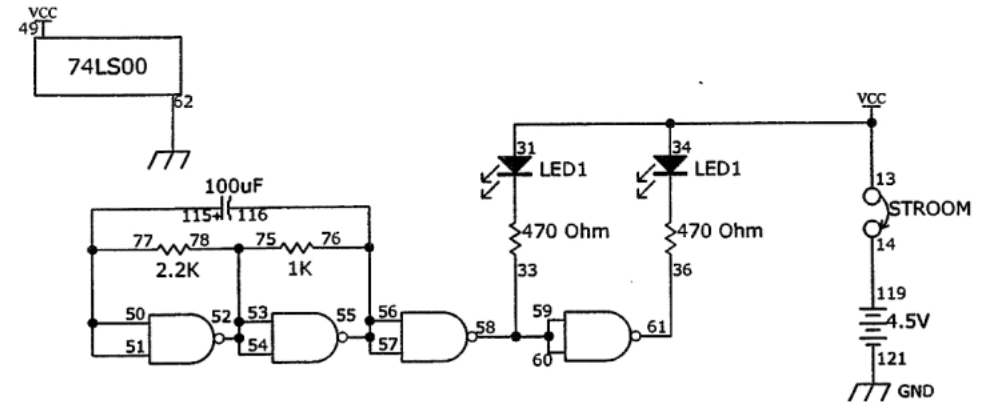 VCC
49
74LS00
62
VCC
31
LED1
34
LED1
13
STROOM
14
100uF
115+ 116
77 78 75 76
2.2K 1K
470 Ohm
33
470 Ohm
36
50 52 53 55 56 58 59 61
51 54 57 60
119
4.5V
121
GND